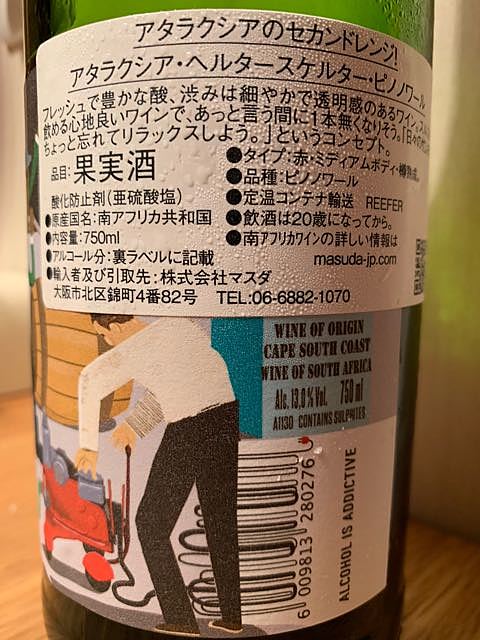 アタラクシアのセカンドレンジ!
アタラクシア・ヘルタースケルター・ピノノワール
フレッシュで豊かな酸、渋みは細やかで透明感のあるワイン。
飲める心地良いワインで、あっと言う間に1本無くなりそう。「日々の
ちょっと忘れてリラックスしよう。」というコンセプト。
品目:果実酒
●タイプ:赤・ミディアムボディ・樽熟成
●品種:ピノノワール
酸化防止剤(亜硫酸塩)
●定温コンテナ輸送 REEFER
●原産国名:南アフリカ共和国
●飲酒は20歳になってから。
●内容量:750ml
●南アフリカワインの詳しい情報は
●アルコール分:裏ラベルに記載
masuda-jp.com
●輸入者及び引取先:株式会社マスダ
大阪市北区錦町4番82号 TEL:06-6882-1070
WINE OF ORIGIN
CAPE SOUTH COAST
WINE OF SOUTH AFRICA
Alc. 13,0% Vol. 750 ml
A1130 CONTAINS SULPHITES
6 009813 280276
ALCOHOL IS ADDICTIVE